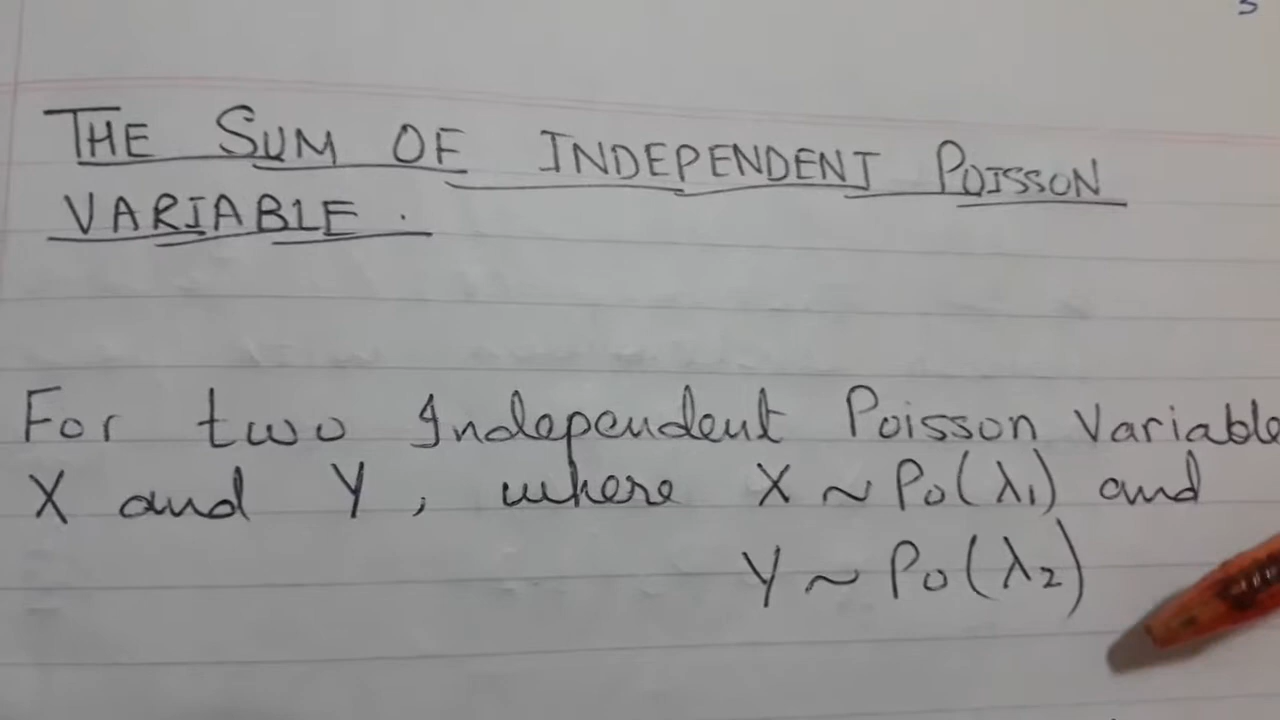 THE SUM OF INDEPENDENT POISSON
VARIABLE .
For two Independent Poisson Variable
X and Y , where X ~ Po(λ1) and
Y ~ Po(λ2)